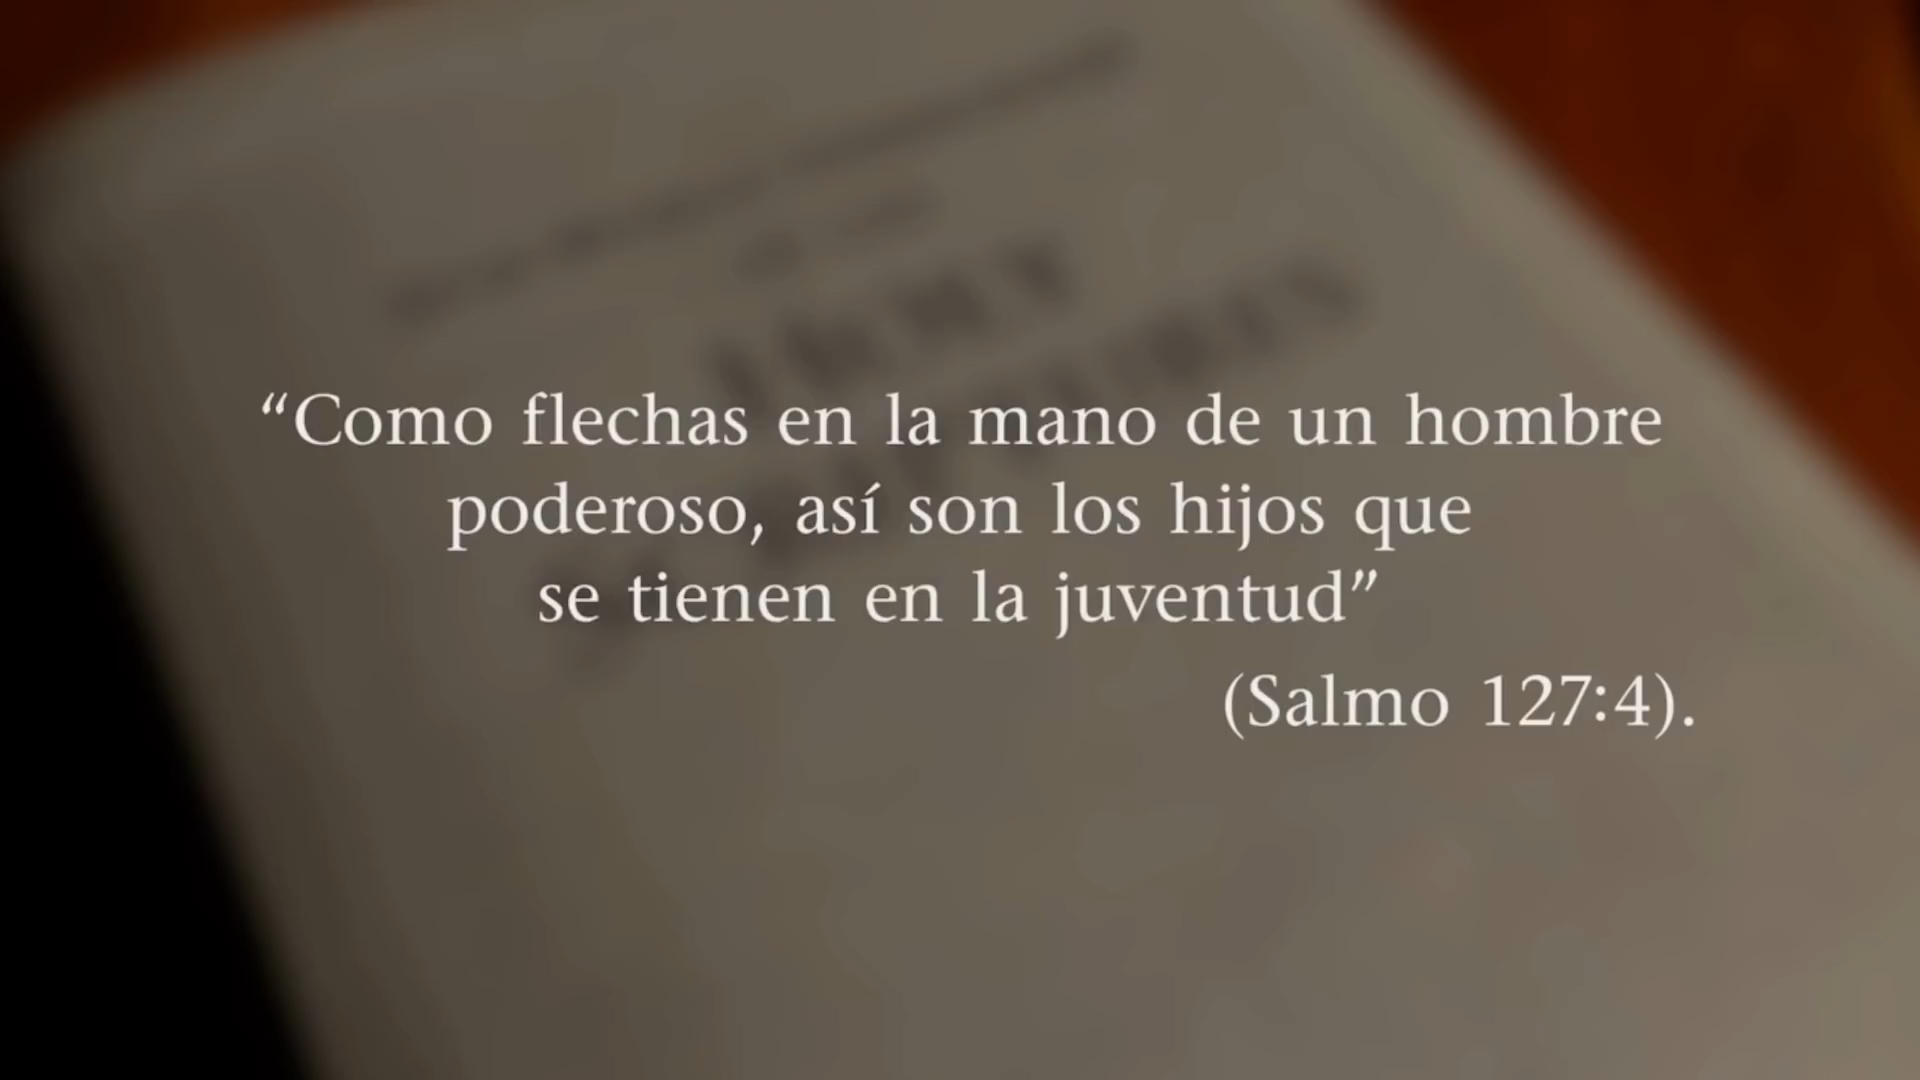 “Como flechas en la mano de un hombre
poderoso, así son los hijos que
se tienen en la juventud”
(Salmo 127:4).